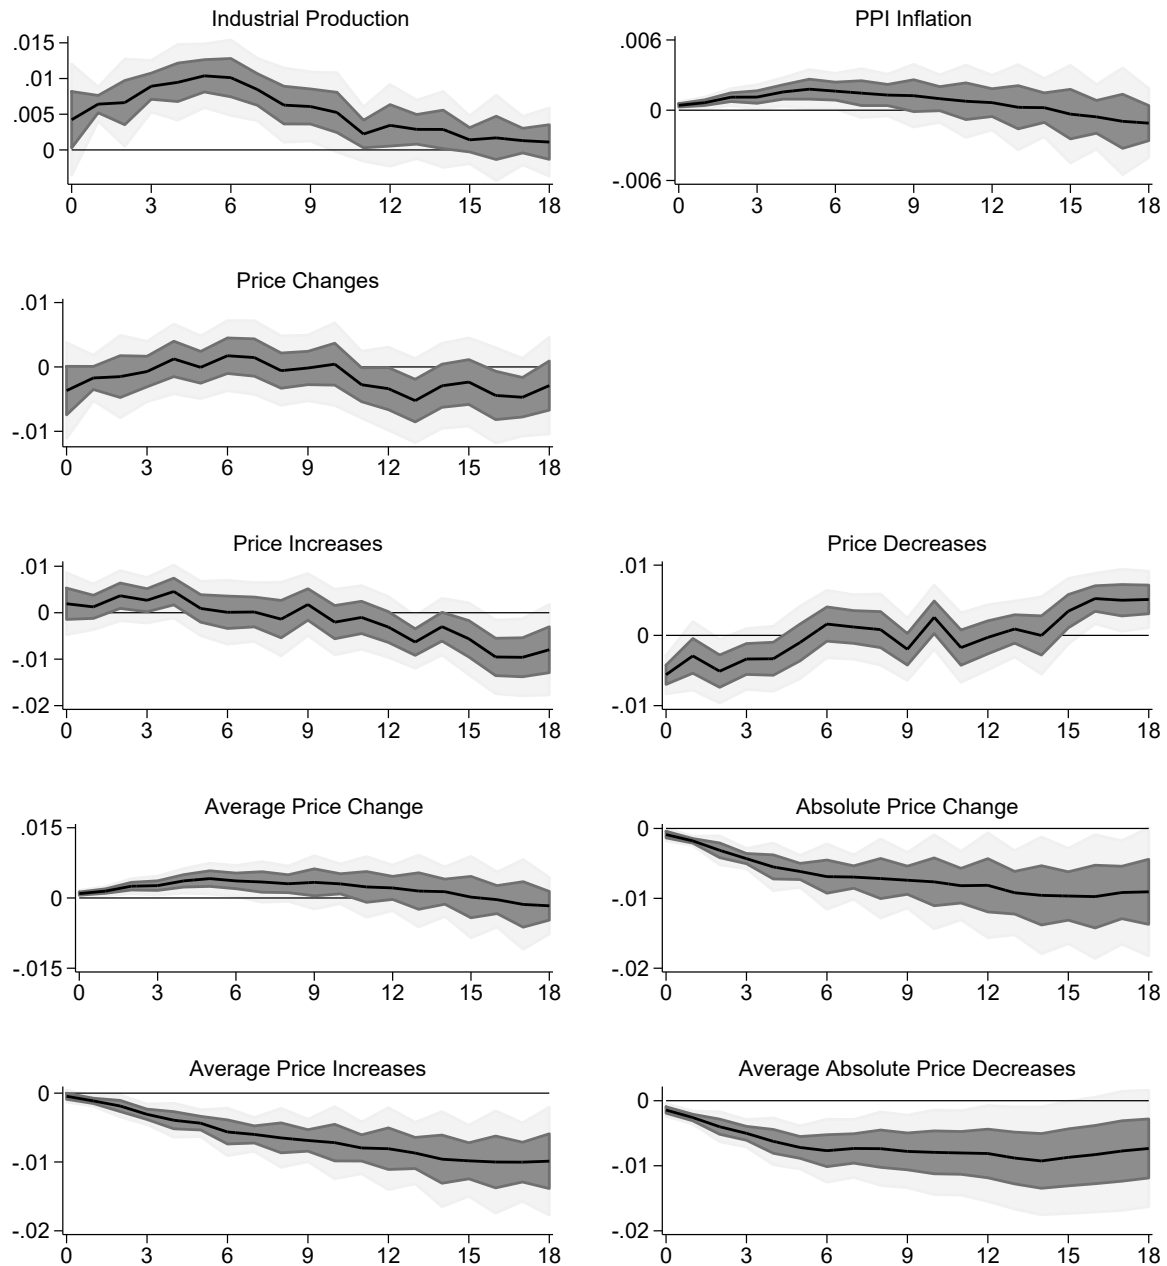 Industrial Production
.015
.01
.005
0
0 3 6 9 12 15 18
PPI Inflation
.006
0
-.006
0 3 6 9 12 15 18
Price Changes
.01
0
-.01
0 3 6 9 12 15 18
Price Increases
.01
0
-.01
-.02
0 3 6 9 12 15 18
Price Decreases
.01
0
-.01
0 3 6 9 12 15 18
Average Price Change
.015
0
-.015
0 3 6 9 12 15 18
Absolute Price Change
0
-.01
-.02
0 3 6 9 12 15 18
Average Price Increases
0
-.01
-.02
0 3 6 9 12 15 18
Average Absolute Price Decreases
0
-.01
-.02
0 3 6 9 12 15 18